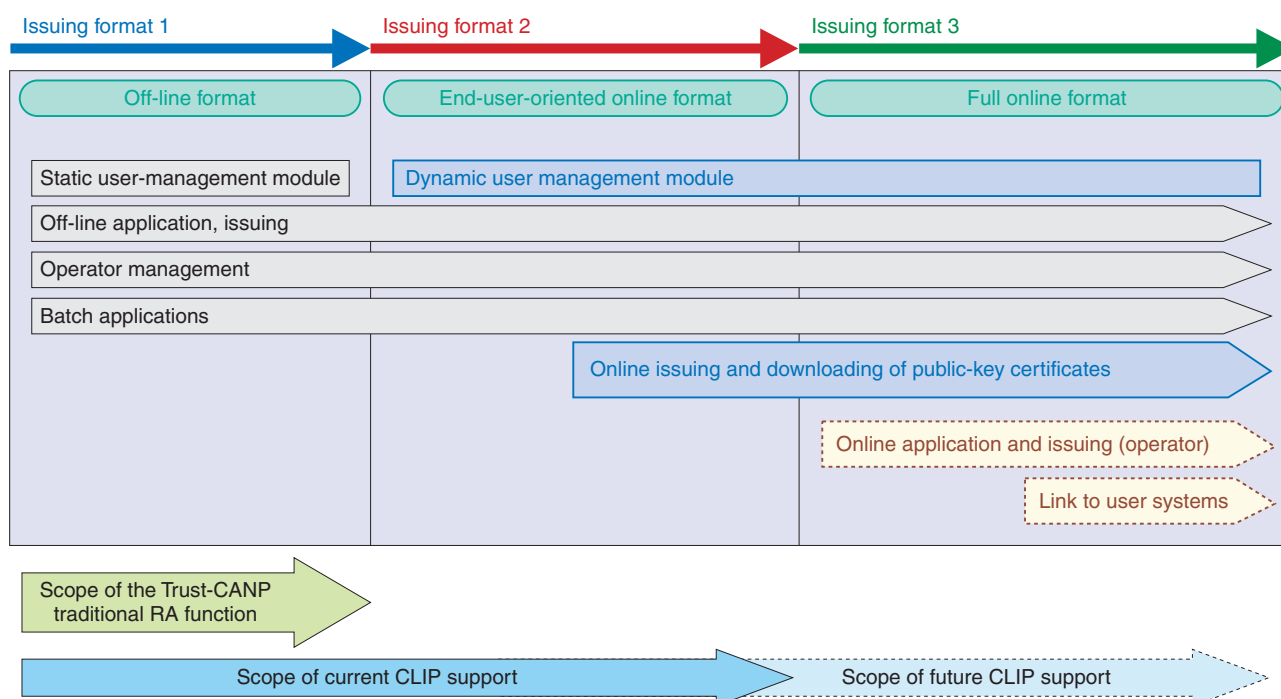 Issuing format 1
Issuing format 2
Issuing format 3
Off-line format
End-user-oriented online format
Full online format
Static user-management module
Dynamic user management module
Off-line application, issuing
Operator management
Batch applications
Online issuing and downloading of public-key certificates
Online application and issuing (operator)
Link to user systems
Scope of the Trust-CANP
traditional RA function
Scope of current CLIP support
Scope of future CLIP support